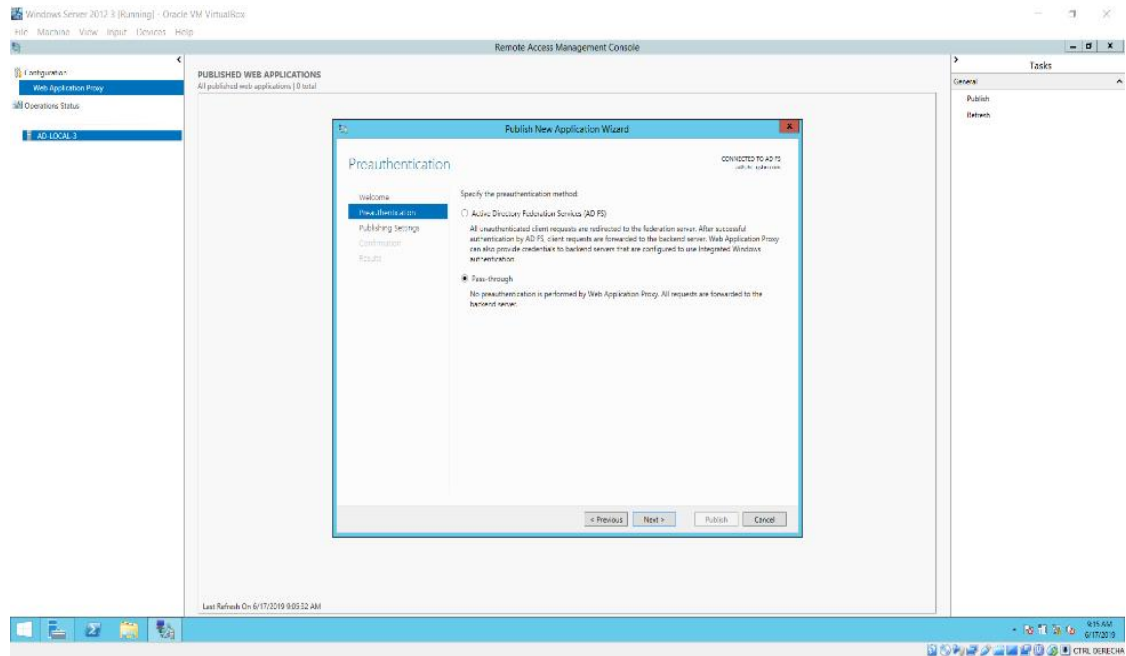 Windows Server 2012 3 [Running] - Oracle VM VirtualBox
File Machine View Input Devices Help
Remote Access Management Console
Configuration
Web Application Proxy
Operations Status
AD-LOCAL-3
PUBLISHED WEB APPLICATIONS
All published web applications | 0 total
Publish New Application Wizard
Preauthentication
CONNECTED TO AD FS
Welcome
Preauthentication
Publishing Settings
Confirmation
Results
Specify the preauthentication method.
Active Directory Federation Services (AD FS)
All unauthenticated client requests are redirected to the federation server. After successful
authentication by AD FS, client requests are forwarded to the backend server. Web Application Proxy
can also provide credentials to backend servers that are configured to use Integrated Windows
authentication.
Pass-through
No preauthentication is performed by Web Application Proxy. All requests are forwarded to the
backend server.
< Previous
Next >
Publish
Cancel
Last Refresh On 6/17/2019 9:05:32 AM
Tasks
General
Publish
Refresh
9:15 AM
6/17/2019
CTRL DERECHA